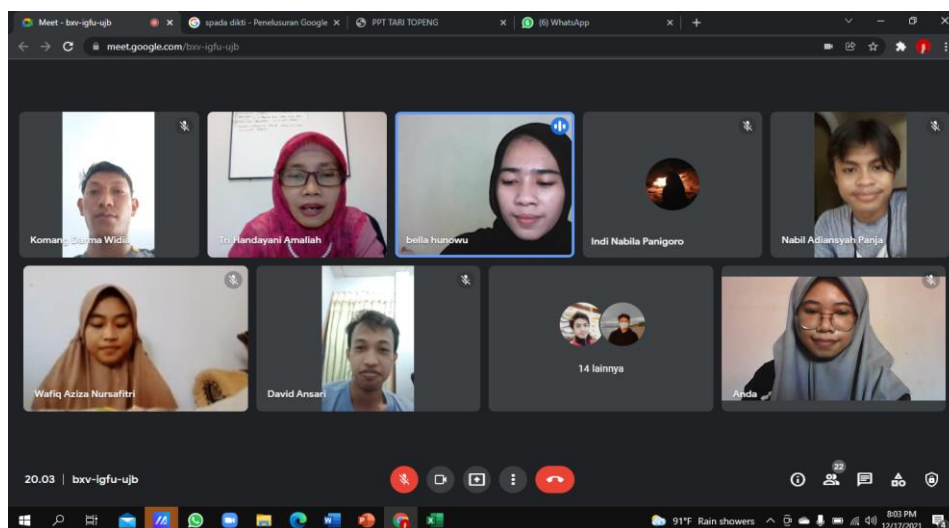 Meet - bxv-igfu-ujb
spada dikti - Penelusuran Google
PPT TARI TOPENG
(6) WhatsApp
meet.google.com/bxv-igfu-ujb
Komang Darma Widia
Tri Handayani Amaliah
bella hunowu
Indi Nabila Panigoro
Nabil Adiansyah Panja
Wafiq Aziza Nursafitri
David Ansari
14 lainnya
Anda
20.03 | bxv-igfu-ujb
22
91°F Rain showers
8:03 PM
12/17/2021